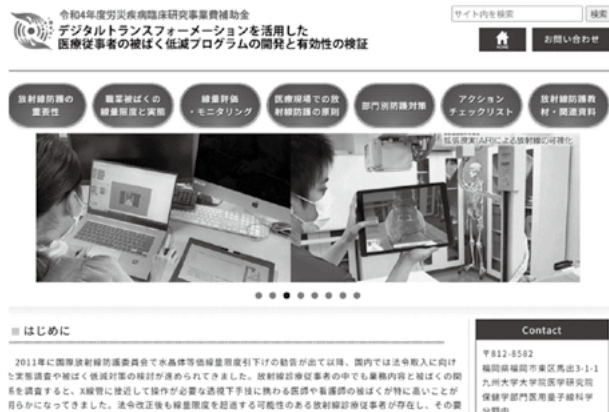 令和4年度労災疾病臨床研究事業費補助金
デジタルトランスフォーメーションを活用した
医療従事者の被ばく低減プログラムの開発と有効性の検証
サイト内を検索
検索
HOME
お問い合わせ
放射線防護の
重要性
職業被ばくの
線量限度と実態
線量評価
・モニタリング
医療現場での放
射線防護の原則
部門別防護対策
アクション
チェックリスト
放射線防護教
材・関連資料
拡張現実(AR)による放射線の可視化
はじめに
2011年に国際放射線防護委員会で水晶体等価線量限度引下げの勧告が出て以降、国内では法令取入に向け
た実態調査や被ばく低減対策の検討が進められてきました。放射線診療従事者の中でも業務内容と被ばくの関
係を調査すると、X線管に接近して操作が必要な透視下手技に携わる医師や看護師の被ばくが特に高いことが
明らかになってきました。法令改正後も線量限度を超過する可能性のある放射線診療従事者が存在し、その要
Contact
〒812-8582
福岡県福岡市東区馬出3-1-1
九州大学大学院医学研究院
保健学部門医用量子線科学
分野内